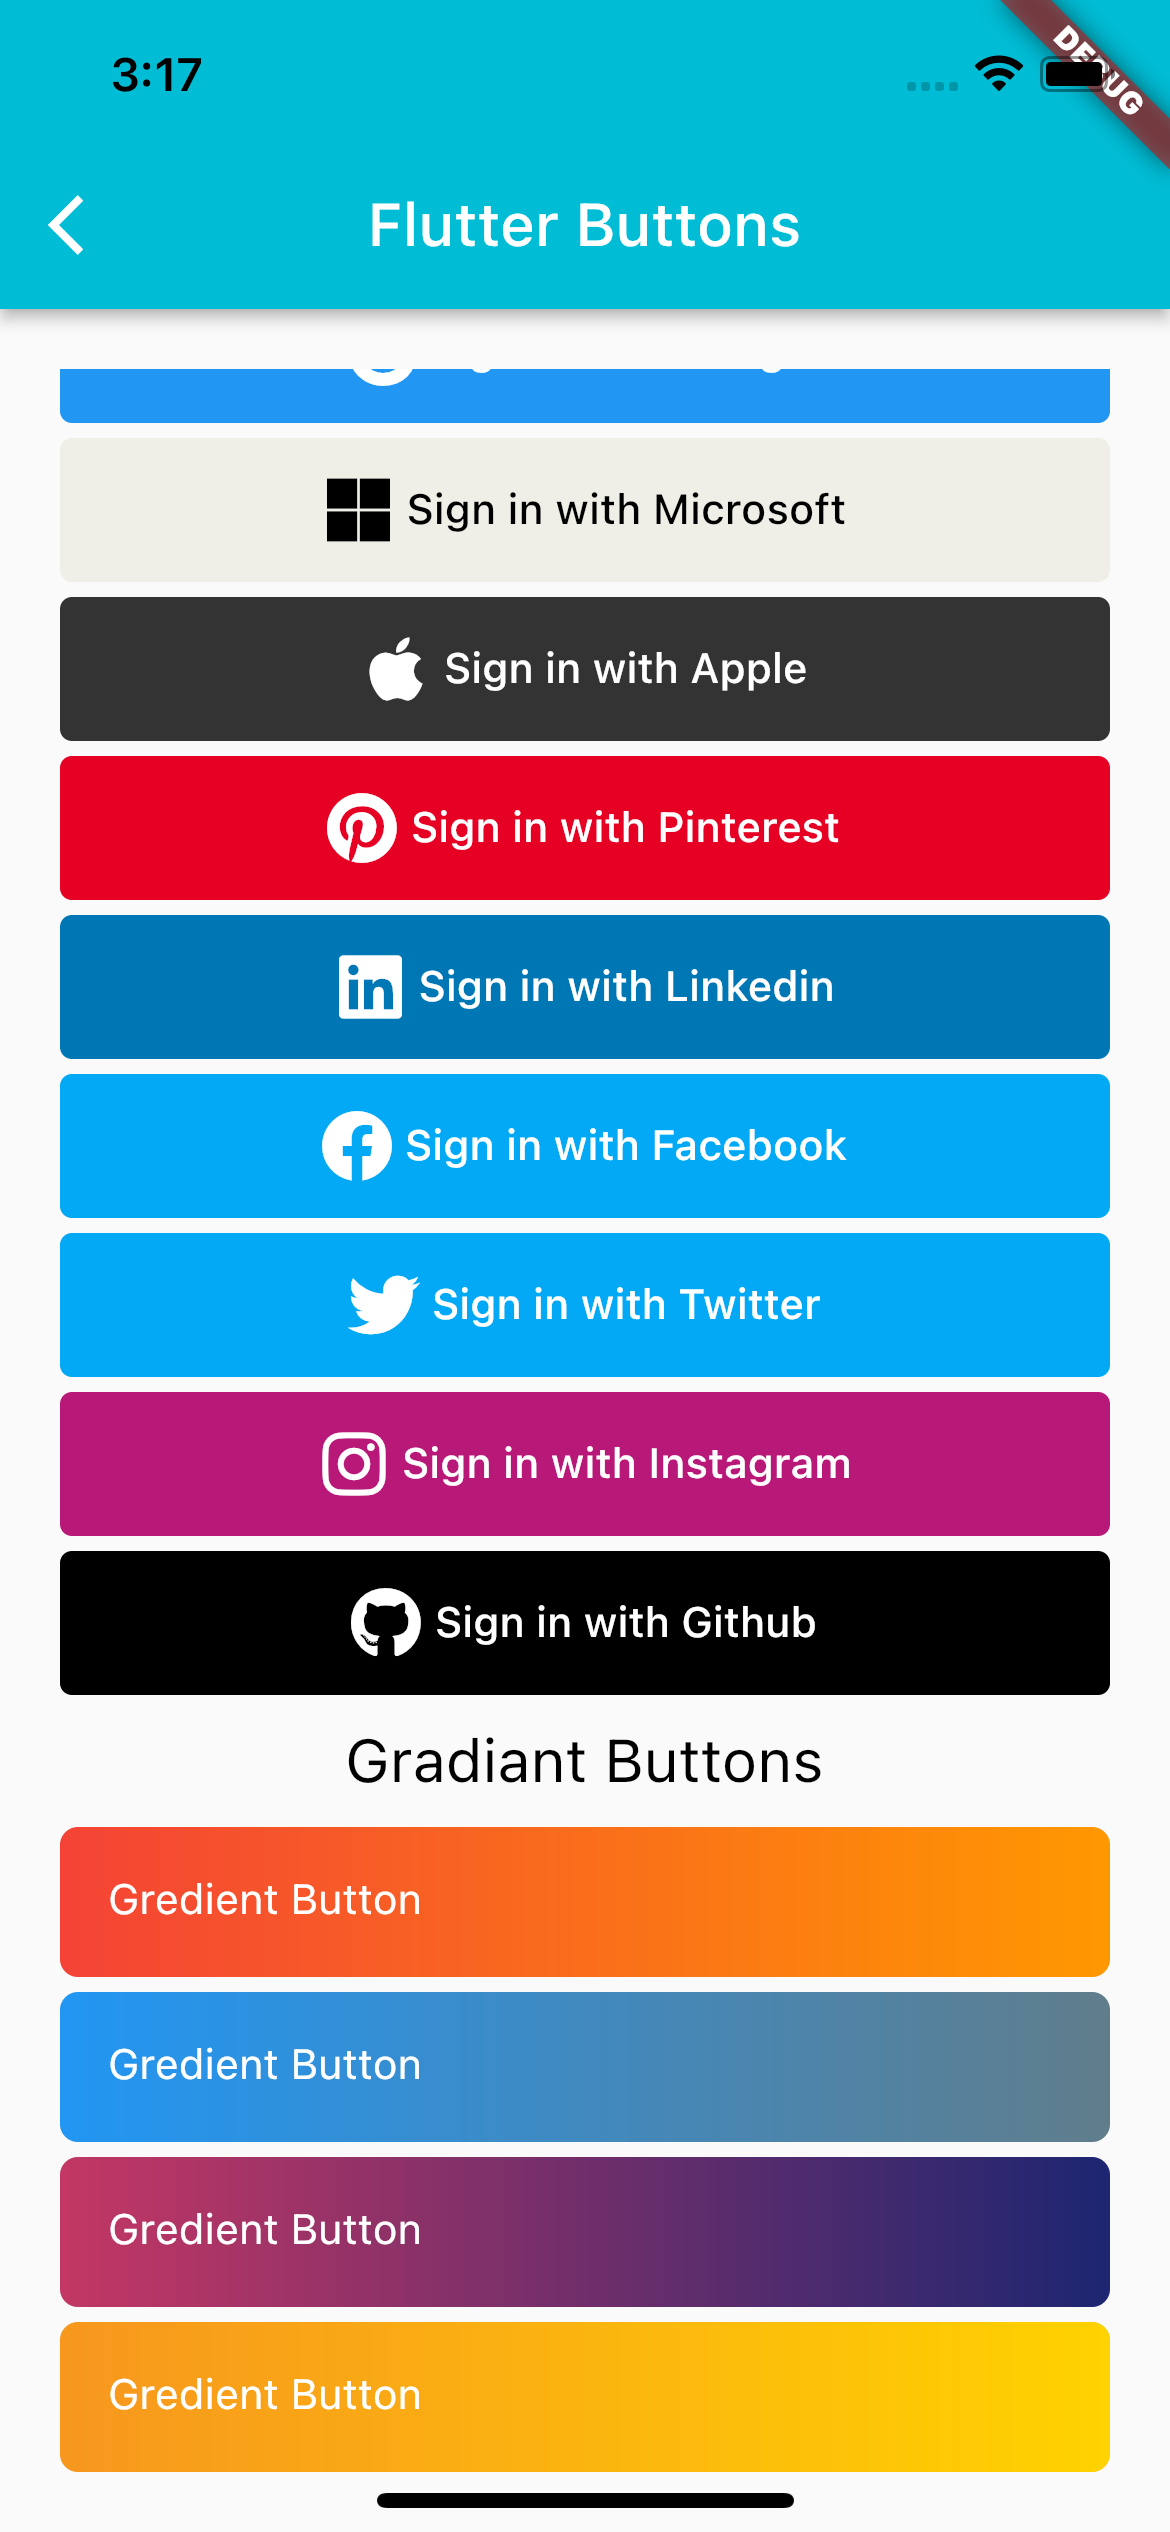 3:17
DEBUG
Flutter Buttons
Sign in with Microsoft
Sign in with Apple
Sign in with Pinterest
in Sign in with Linkedin
Sign in with Facebook
Sign in with Twitter
Sign in with Instagram
Sign in with Github
Gradiant Buttons
Gredient Button
Gredient Button
Gredient Button
Gredient Button